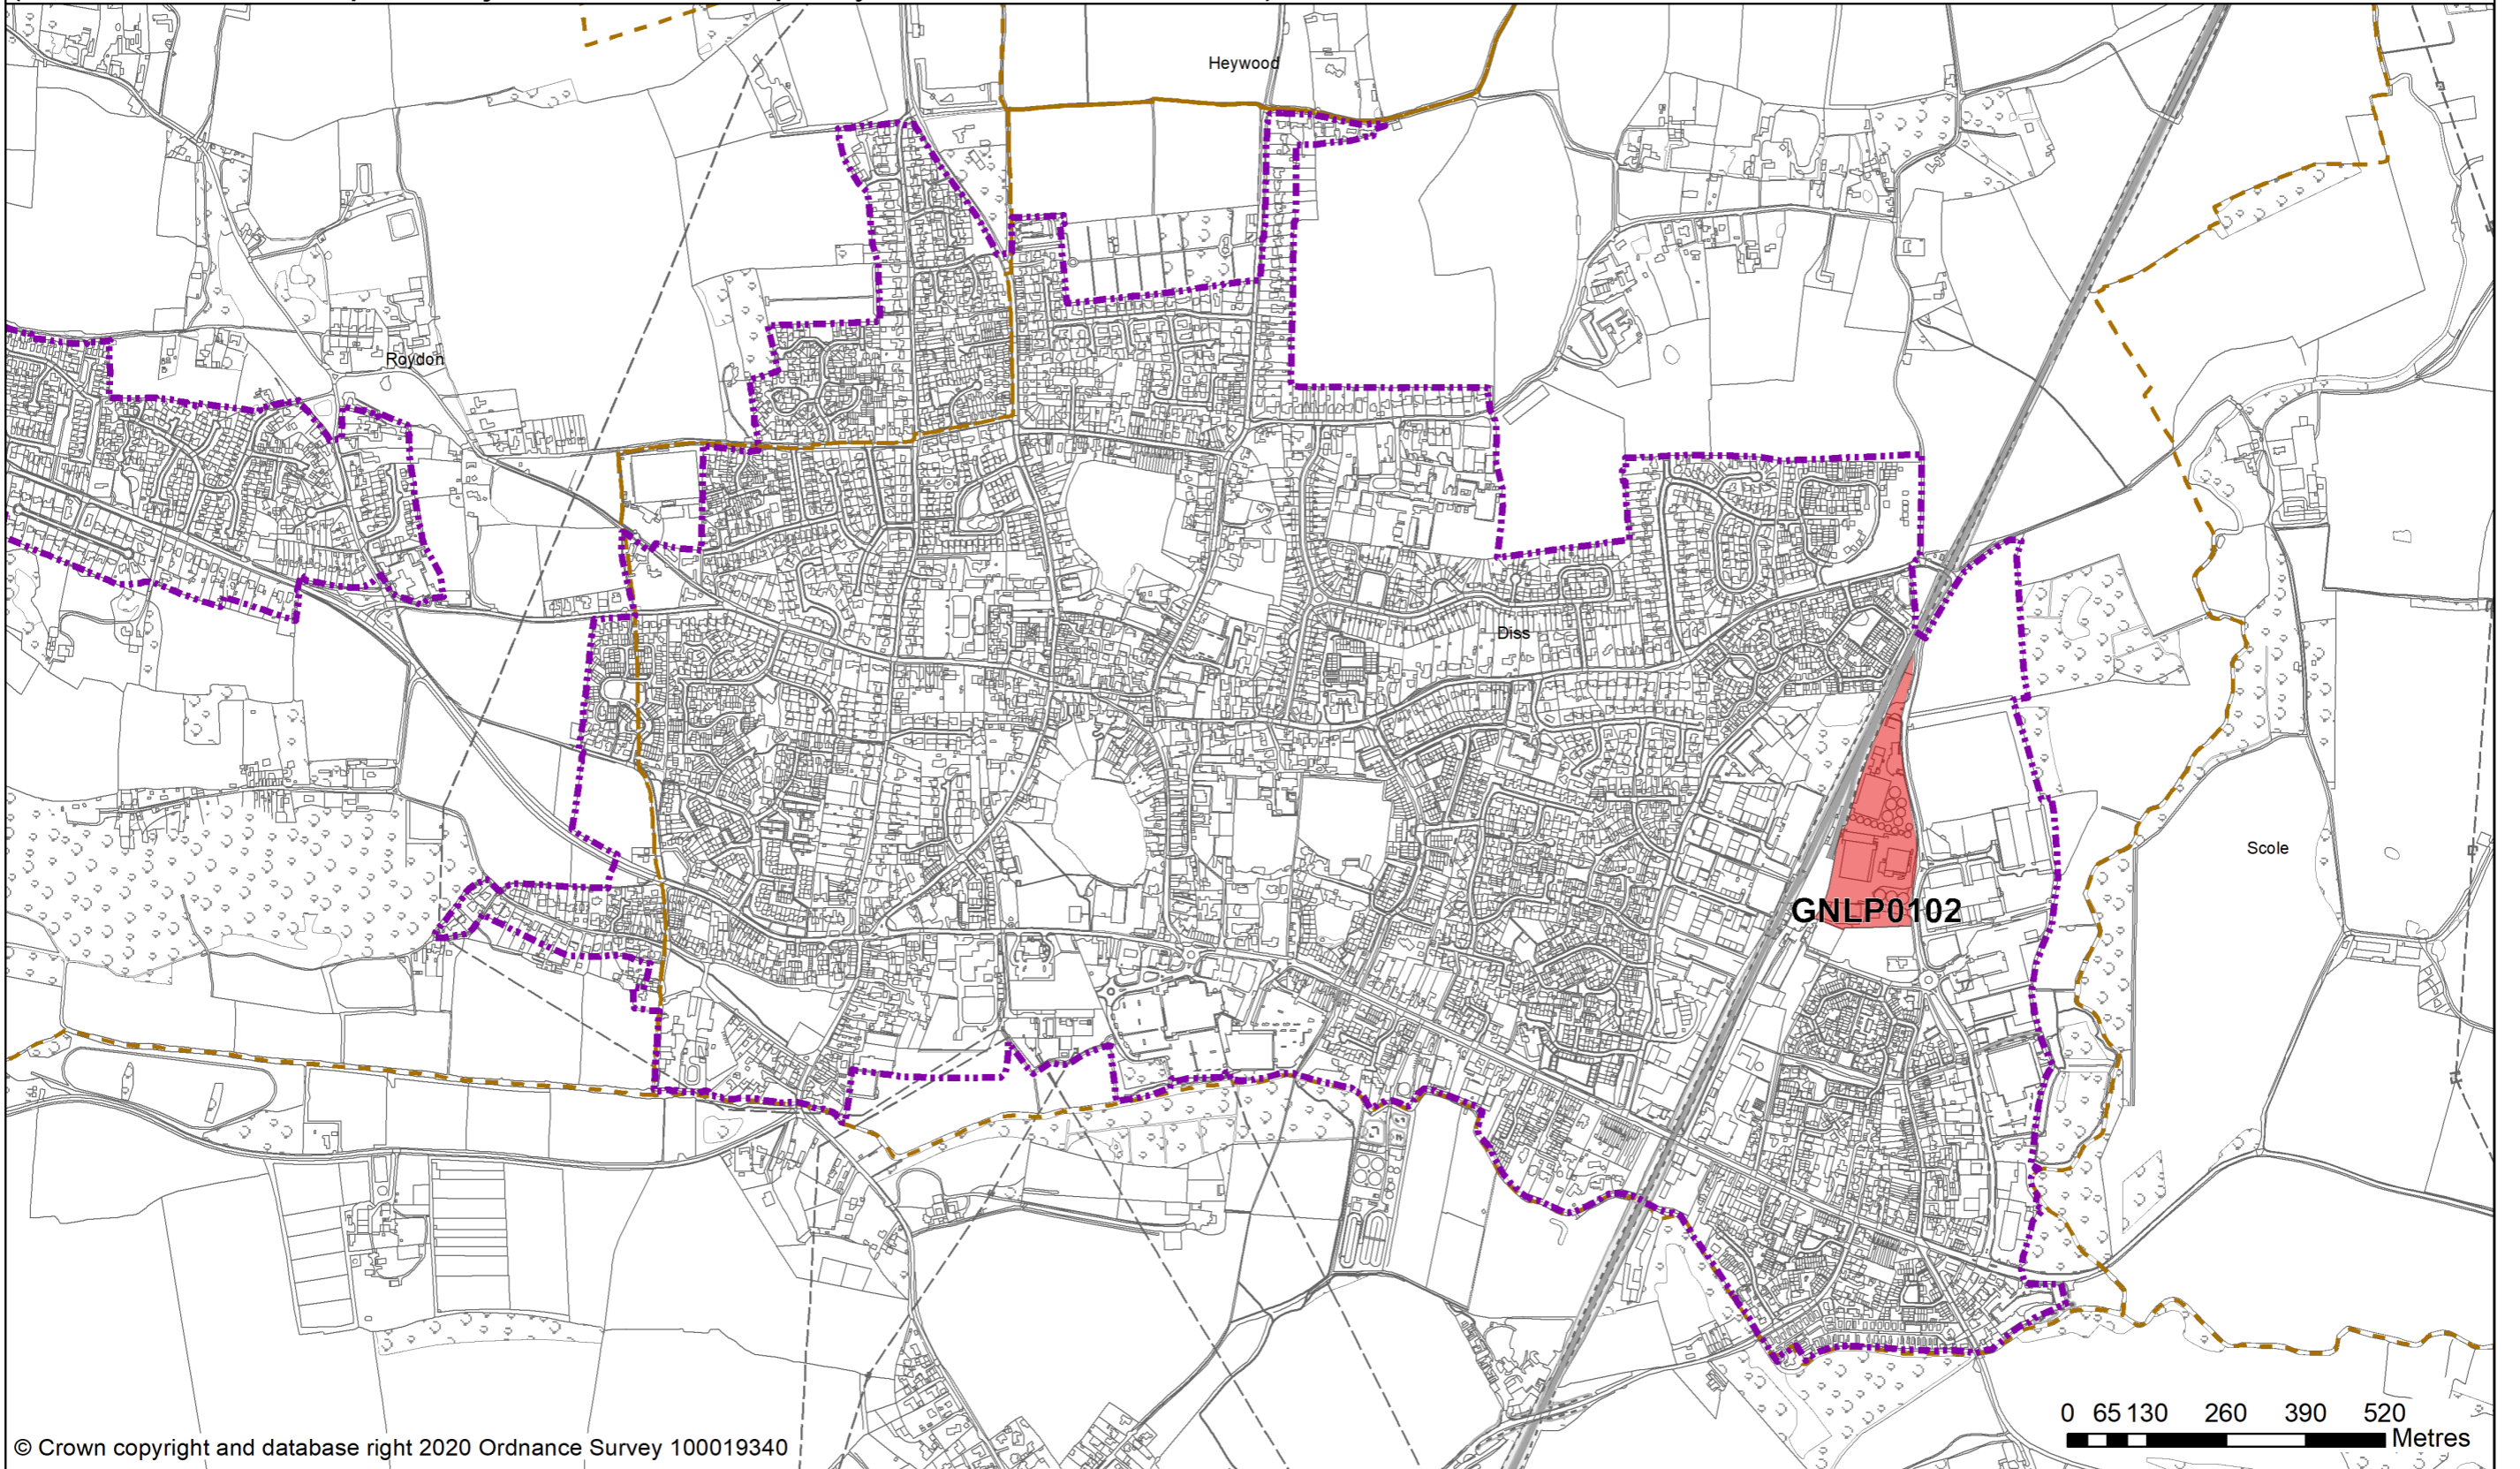 Heywood
Roydon
Diss
Scole
GNLP0102
0 65 130 260 390 520
Metres
© Crown copyright and database right 2020 Ordnance Survey 100019340